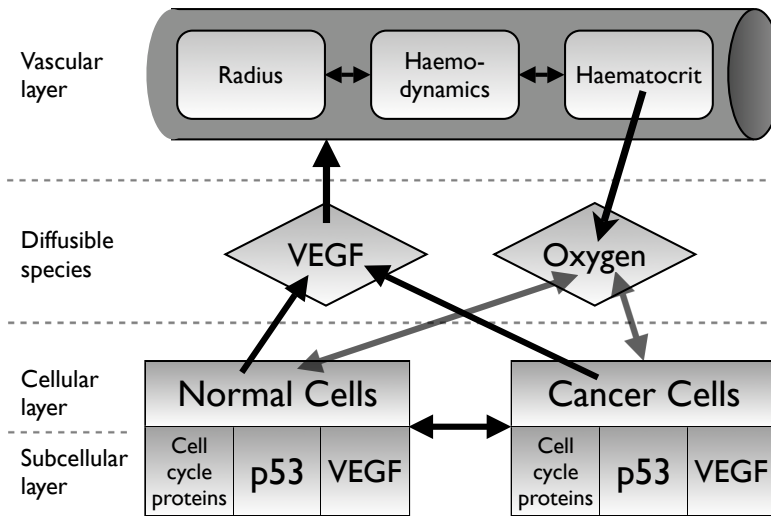 Vascular
layer
Radius
Haemo-
dynamics
Haematocrit
Diffusible
species
VEGF
Oxygen
Cellular
layer
Normal Cells
Cancer Cells
Subcellular
layer
Cell
cycle
proteins
p53
VEGF
Cell
cycle
proteins
p53
VEGF